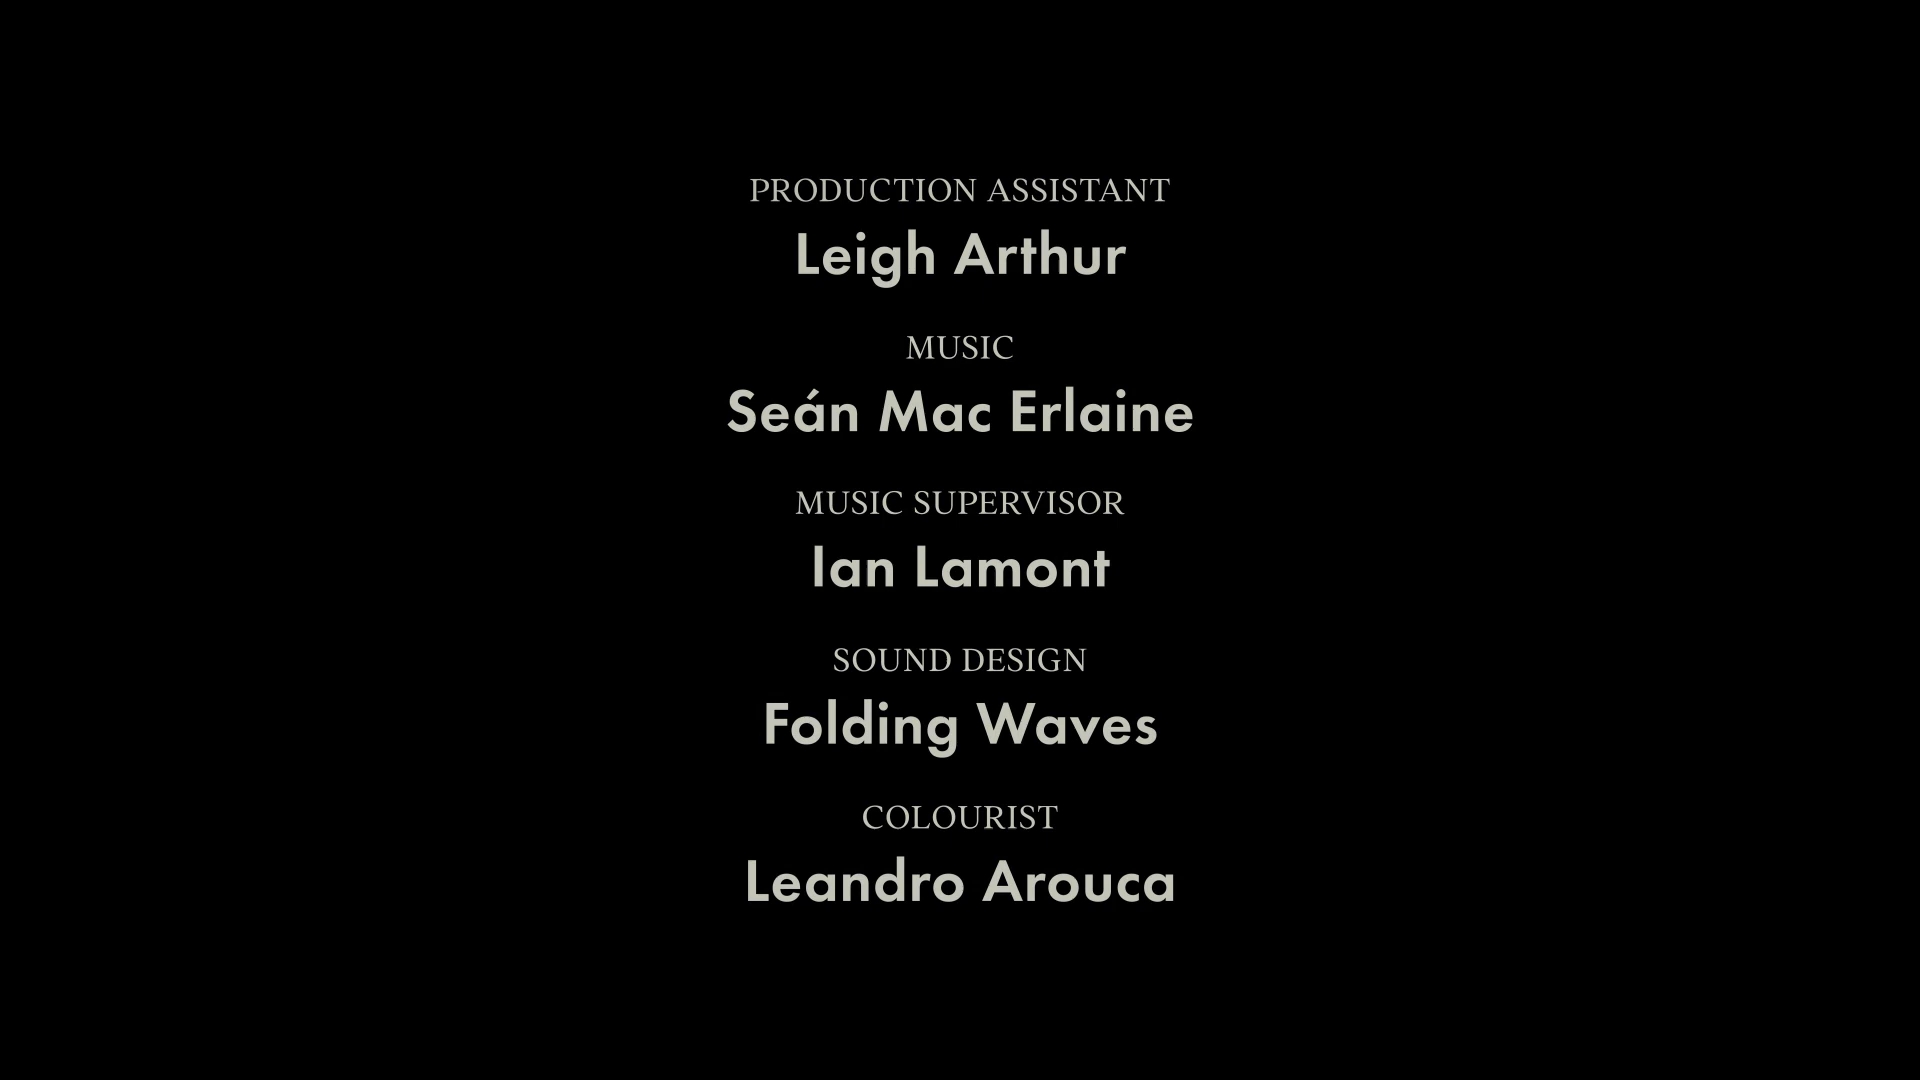 PRODUCTION ASSISTANT
Leigh Arthur
MUSIC
Seán Mac Erlaine
MUSIC SUPERVISOR
Ian Lamont
SOUND DESIGN
Folding Waves
COLOURIST
Leandro Arouca